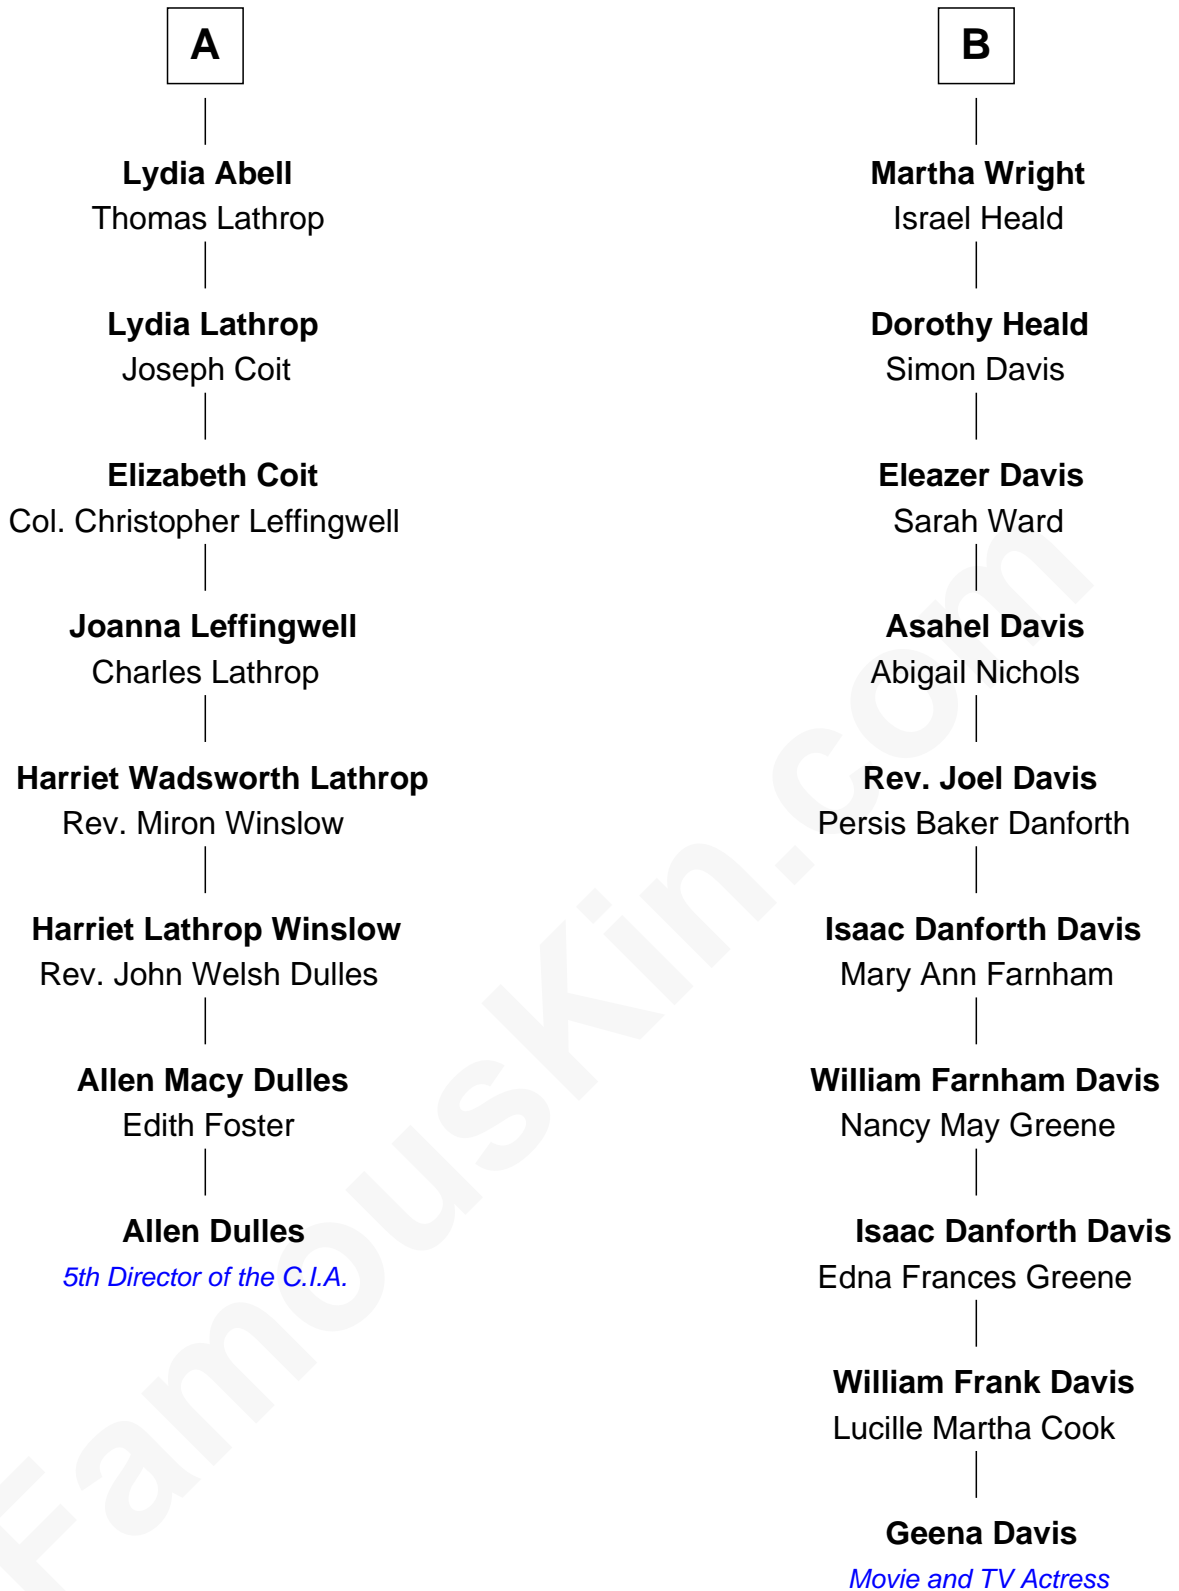 A
Lydia Abell
Thomas Lathrop
Lydia Lathrop
Joseph Coit
Elizabeth Coit
Col. Christopher Leffingwell
Joanna Leffingwell
Charles Lathrop
Harriet Wadsworth Lathrop
Rev. Miron Winslow
Harriet Lathrop Winslow
Rev. John Welsh Dulles
Allen Macy Dulles
Edith Foster
Allen Dulles
5th Director of the C.I.A.
B
Martha Wright
Israel Heald
Dorothy Heald
Simon Davis
Eleazer Davis
Sarah Ward
Asahel Davis
Abigail Nichols
Rev. Joel Davis
Persis Baker Danforth
Isaac Danforth Davis
Mary Ann Farnham
William Farnham Davis
Nancy May Greene
Isaac Danforth Davis
Edna Frances Greene
William Frank Davis
Lucille Martha Cook
Geena Davis
Movie and TV Actress
FamousKin.com